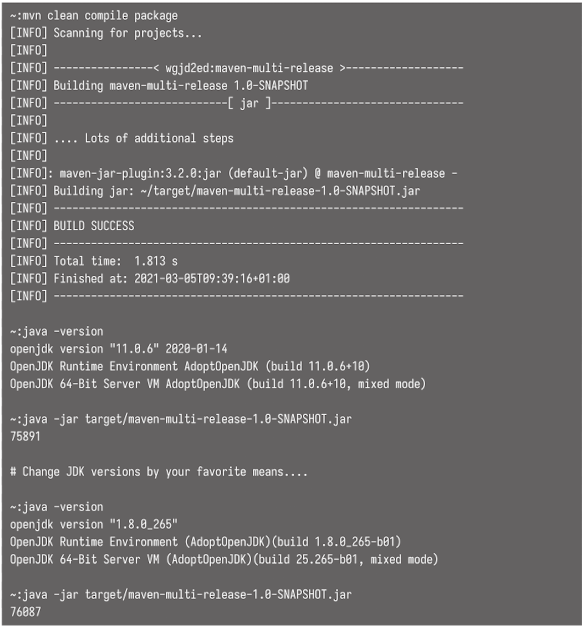 ~:mvn clean compile package
[INFO] Scanning for projects...
[INFO]
[INFO] ----------------< wgjd2ed:maven-multi-release >-------------------
[INFO] Building maven-multi-release 1.0-SNAPSHOT
[INFO] ----------------------------[ jar ]-------------------------------
[INFO]
[INFO] .... Lots of additional steps
[INFO]
[INFO]: maven-jar-plugin:3.2.0:jar (default-jar) @ maven-multi-release -
[INFO] Building jar: ~/target/maven-multi-release-1.0-SNAPSHOT.jar
[INFO] ------------------------------------------------------------------
[INFO] BUILD SUCCESS
[INFO] ------------------------------------------------------------------
[INFO] Total time:  1.813 s
[INFO] Finished at: 2021-03-05T09:39:16+01:00
[INFO] ------------------------------------------------------------------
~:java -version
openjdk version "11.0.6" 2020-01-14
OpenJDK Runtime Environment AdoptOpenJDK (build 11.0.6+10)
OpenJDK 64-Bit Server VM AdoptOpenJDK (build 11.0.6+10, mixed mode)
~:java -jar target/maven-multi-release-1.0-SNAPSHOT.jar
75891
# Change JDK versions by your favorite means....
~:java -version
openjdk version "1.8.0_265"
OpenJDK Runtime Environment (AdoptOpenJDK)(build 1.8.0_265-b01)
OpenJDK 64-Bit Server VM (AdoptOpenJDK)(build 25.265-b01, mixed mode)
~:java -jar target/maven-multi-release-1.0-SNAPSHOT.jar
76087